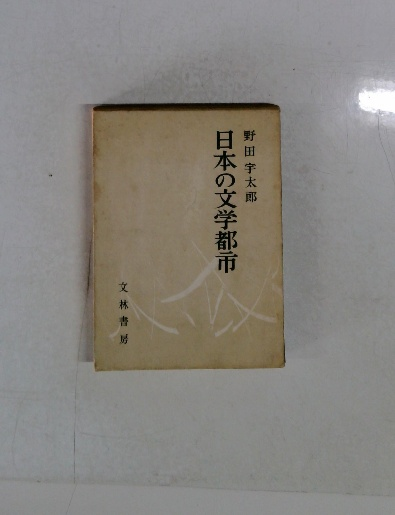 野田宇太郎
日本の文学都市
文林書房